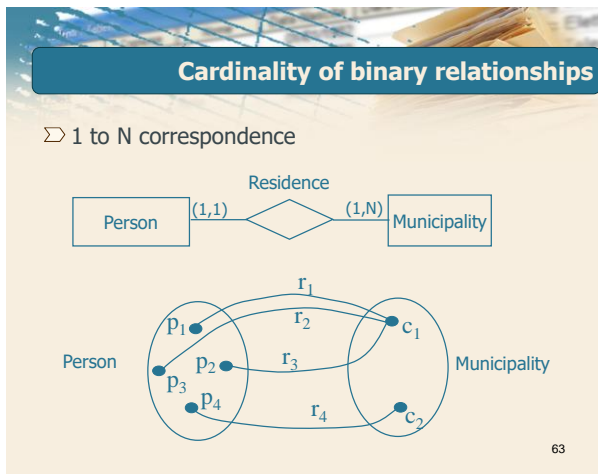 Cardinality of binary relationships
1 to N correspondence
Residence
Person (1,1) (1,N) Municipality
r1
r2
p1 c1
Person p2 r3 Municipality
p3
p4 r4 c2
63